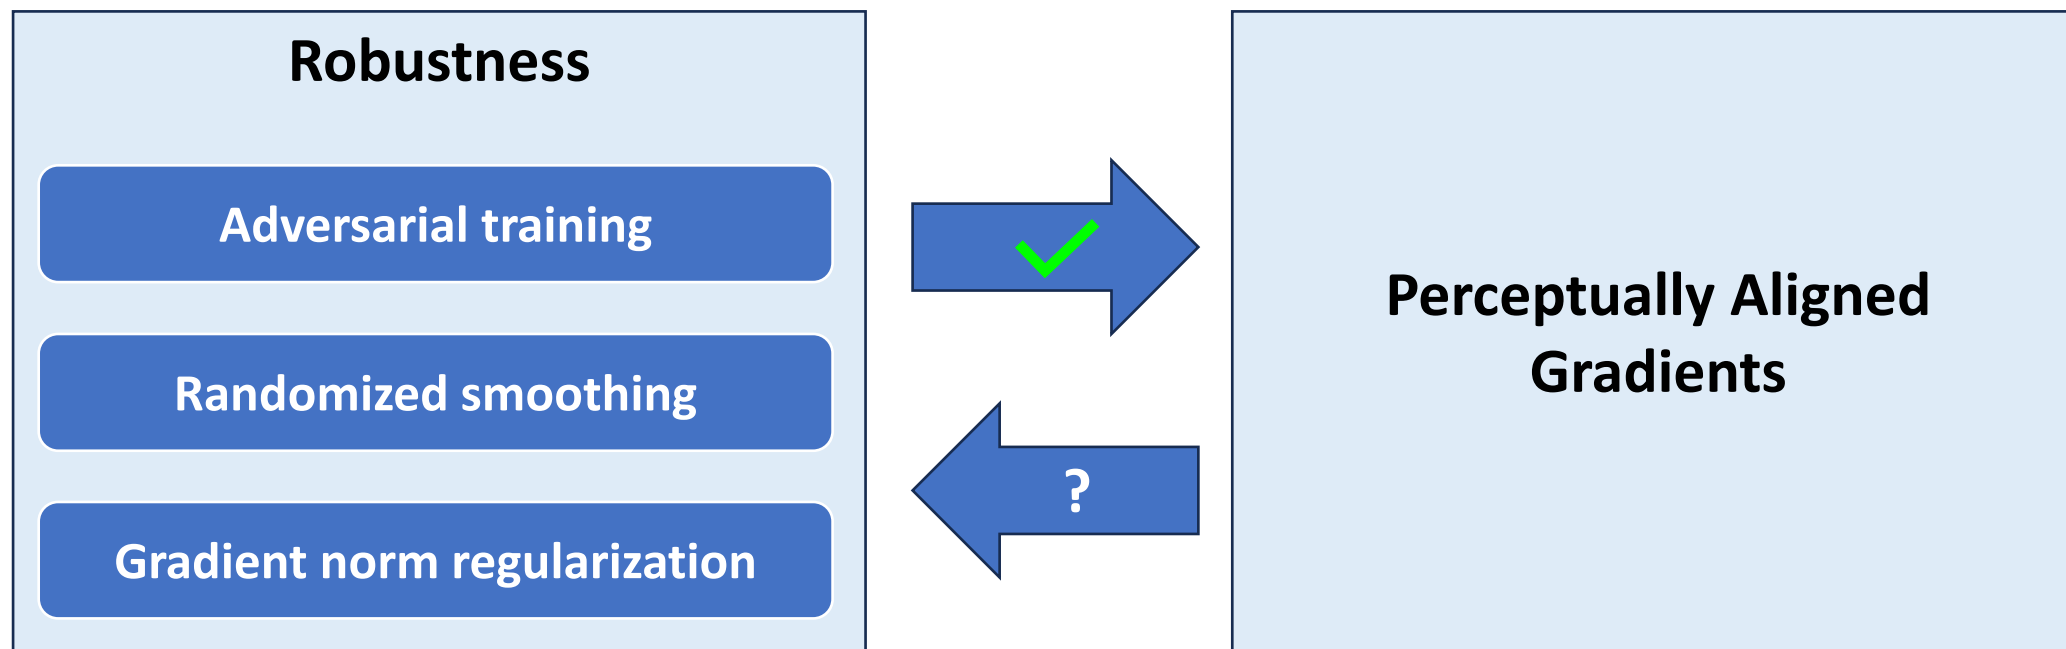 Robustness
Adversarial training
Randomized smoothing
Gradient norm regularization
?
Perceptually Aligned
Gradients